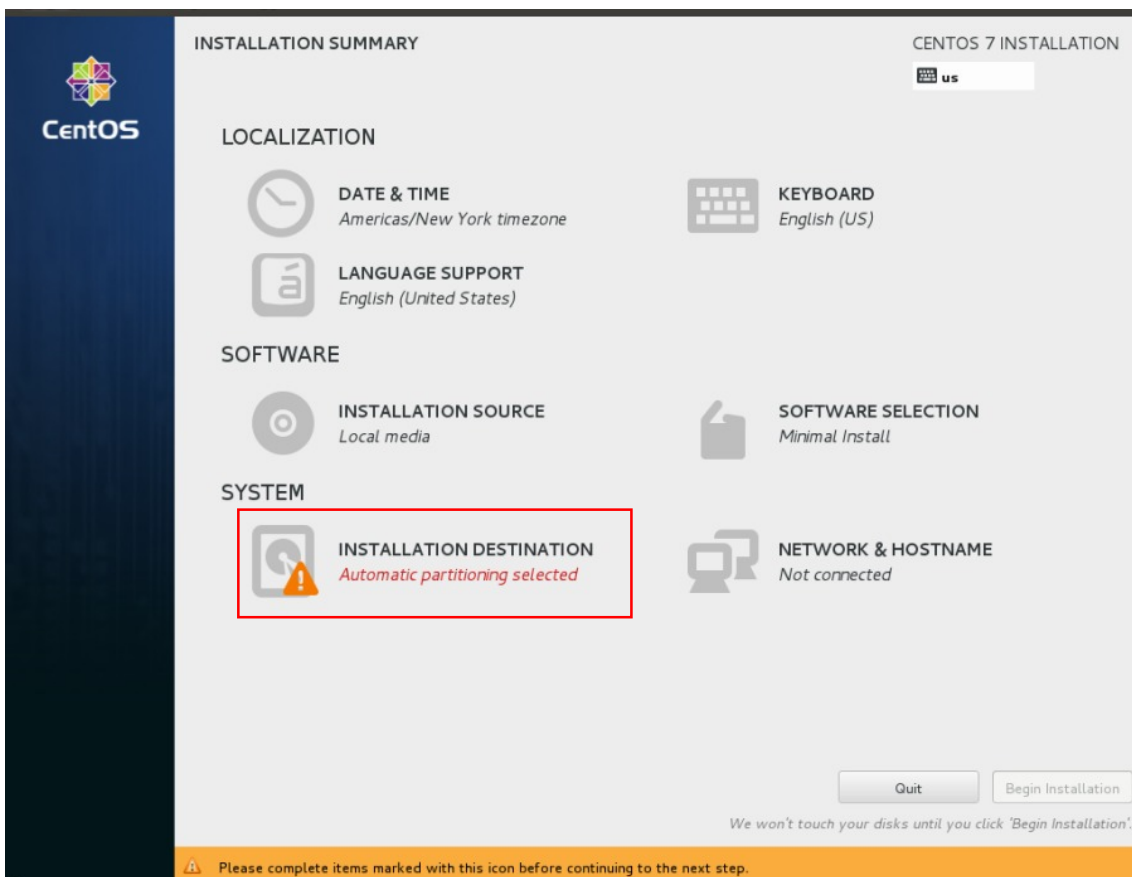 INSTALLATION SUMMARY
CENTOS 7 INSTALLATION
us
CentOS
LOCALIZATION
DATE & TIME
Americas/New York timezone
KEYBOARD
English (US)
LANGUAGE SUPPORT
English (United States)
á
SOFTWARE
INSTALLATION SOURCE
Local media
SOFTWARE SELECTION
Minimal Install
SYSTEM
INSTALLATION DESTINATION
Automatic partitioning selected
NETWORK & HOSTNAME
Not connected
Quit
Begin Installation
We won't touch your disks until you click 'Begin Installation'.
Please complete items marked with this icon before continuing to the next step.